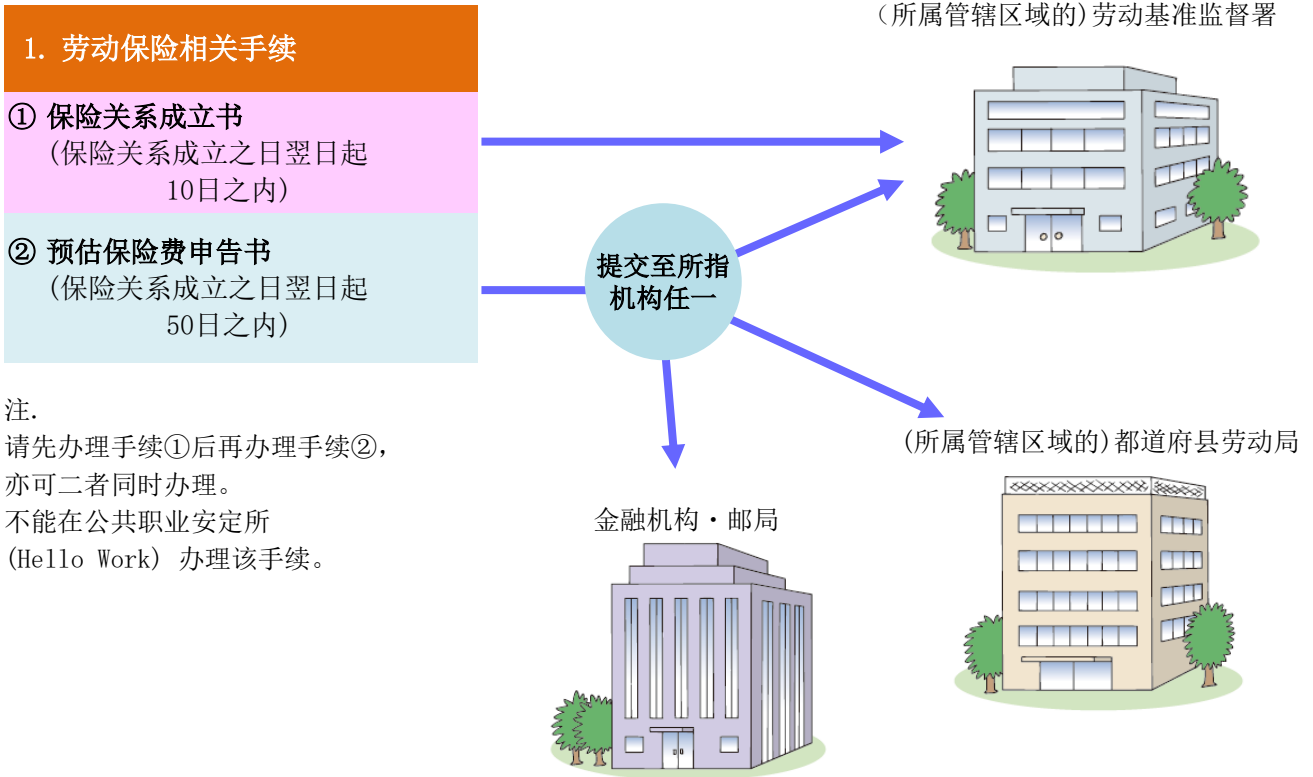 1. 劳动保险相关手续
① 保险关系成立书
(保险关系成立之日翌日起
10日之内)
② 预估保险费申告书
(保险关系成立之日翌日起
50日之内)
注.
请先办理手续①后再办理手续②，
亦可二者同时办理。
不能在公共职业安定所
(Hello Work) 办理该手续。
提交至所指
机构任一
（所属管辖区域的)劳动基准监督署
(所属管辖区域的)都道府县劳动局
金融机构・邮局